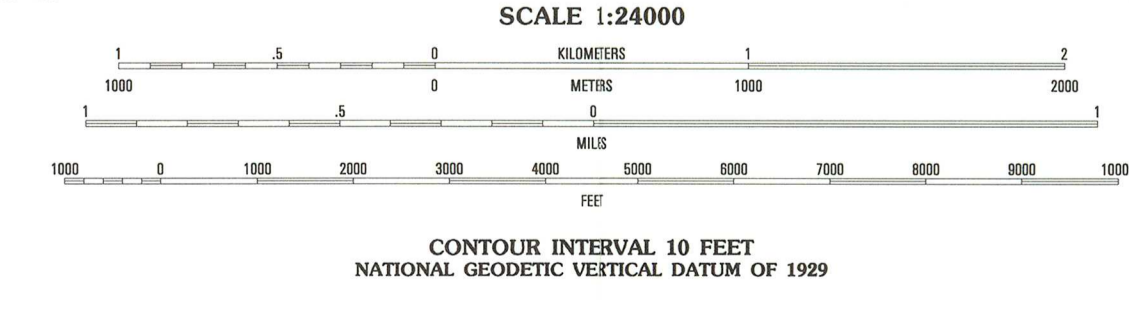 SCALE 1:24000
1 .5 0 KILOMETERS 1 2
1000 0 METERS 1000 2000
1 .5 0 1
MILES
1000 0 1000 2000 3000 4000 5000 6000 7000 8000 9000 1000
FEET
CONTOUR INTERVAL 10 FEET
NATIONAL GEODETIC VERTICAL DATUM OF 1929